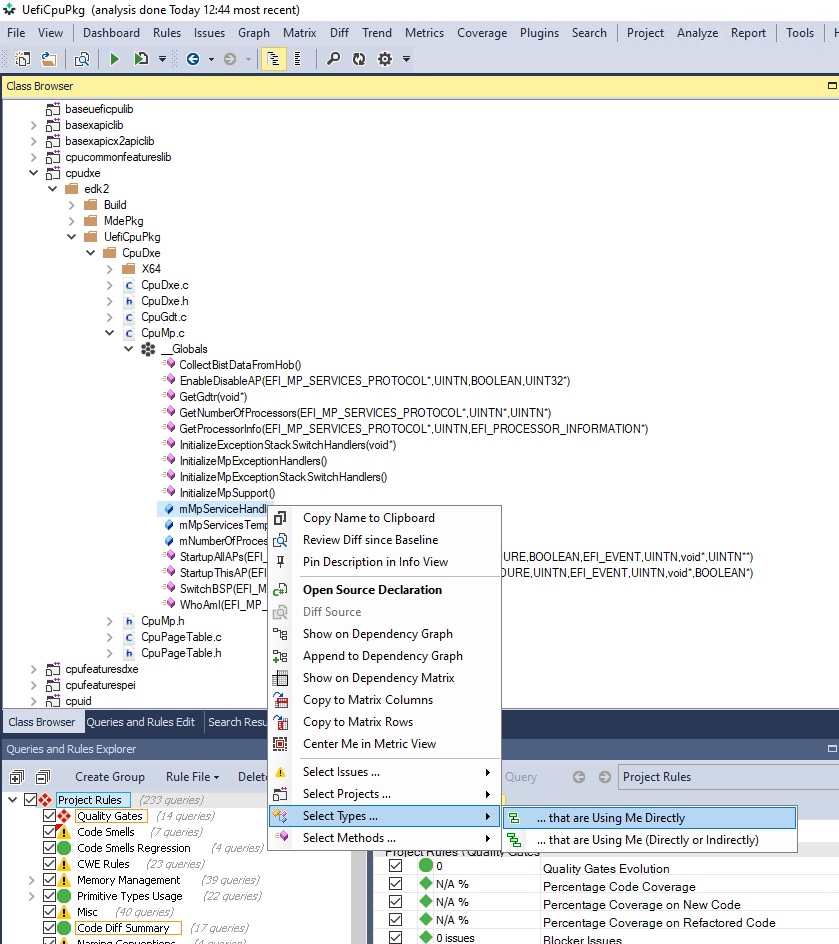 UefiCpuPkg (analysis done Today 12:44 most recent)
File View Dashboard Rules Issues Graph Matrix Diff Trend Metrics Coverage Plugins Search Project Analyze Report Tools
Class Browser
baseueficpulib
basexapiclib
basexapicx2apiclib
cpucommonfeatureslib
cpudxe
edk2
Build
MdePkg
UefiCpuPkg
CpuDxe
X64
CpuDxe.c
CpuDxe.h
CpuGdt.c
CpuMp.c
__Globals
CollectBistDataFromHob()
EnableDisableAP(EFI_MP_SERVICES_PROTOCOL*,UINTN,BOOLEAN,UINT32*)
GetGdtr(void*)
GetNumberOfProcessors(EFI_MP_SERVICES_PROTOCOL*,UINTN*,UINTN*)
GetProcessorInfo(EFI_MP_SERVICES_PROTOCOL*,UINTN,EFI_PROCESSOR_INFORMATION*)
InitializeExceptionStackSwitchHandlers(void*)
InitializeMpExceptionHandlers()
InitializeMpExceptionStackSwitchHandlers()
InitializeMpSupport()
mMpServiceHandl
mMpServicesTemp
mNumberOfProces
StartupAllAPs(EFI_ DURE,BOOLEAN,EFI_EVENT,UINTN,void*,UINTN**)
StartupThisAP(EFI_ DURE,UINTN,EFI_EVENT,UINTN,void*,BOOLEAN*)
SwitchBSP(EFI_MP
WhoAmI(EFI_MP_
CpuMp.h
CpuPageTable.c
CpuPageTable.h
cpufeaturesdxe
cpufeaturespei
cpuid
Copy Name to Clipboard
Review Diff since Baseline
Pin Description in Info View
Open Source Declaration
Diff Source
Show on Dependency Graph
Append to Dependency Graph
Show on Dependency Matrix
Copy to Matrix Columns
Copy to Matrix Rows
Center Me in Metric View
Select Issues ...
Select Projects ...
Select Types ...
Select Methods ...
... that are Using Me Directly
... that are Using Me (Directly or Indirectly)
Class Browser Queries and Rules Edit Search Resu
Queries and Rules Explorer
Create Group Rule File Delet Query Project Rules
Project Rules (233 queries)
Quality Gates (14 queries)
Code Smells (7 queries)
Code Smells Regression (4 queries)
CWE Rules (23 queries)
Memory Management (39 queries)
Primitive Types Usage (22 queries)
Misc (40 queries)
Code Diff Summary (17 queries)
Naming Conventions (4 queries)
Project Rules \ Quality Gates
0 Quality Gates Evolution
N/A % Percentage Code Coverage
N/A % Percentage Coverage on New Code
N/A % Percentage Coverage on Refactored Code
0 issues Blocker Issues